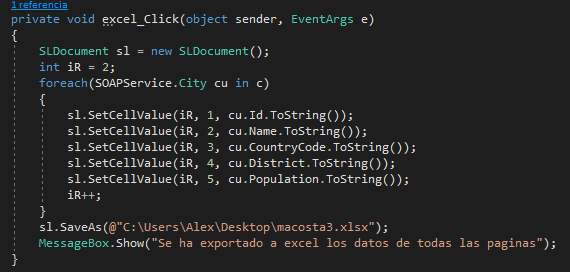 1 referencia
private void excel_Click(object sender, EventArgs e)
{
SLDocument sl = new SLDocument();
int iR = 2;
foreach(SOAPService.City cu in c)
{
sl.SetCellValue(iR, 1, cu.Id.ToString());
sl.SetCellValue(iR, 2, cu.Name.ToString());
sl.SetCellValue(iR, 3, cu.CountryCode.ToString());
sl.SetCellValue(iR, 4, cu.District.ToString());
sl.SetCellValue(iR, 5, cu.Population.ToString());
iR++;
}
sl.SaveAs(@"C:\Users\Alex\Desktop\macosta3.xlsx");
MessageBox.Show("Se ha exportado a excel los datos de todas las paginas");
}